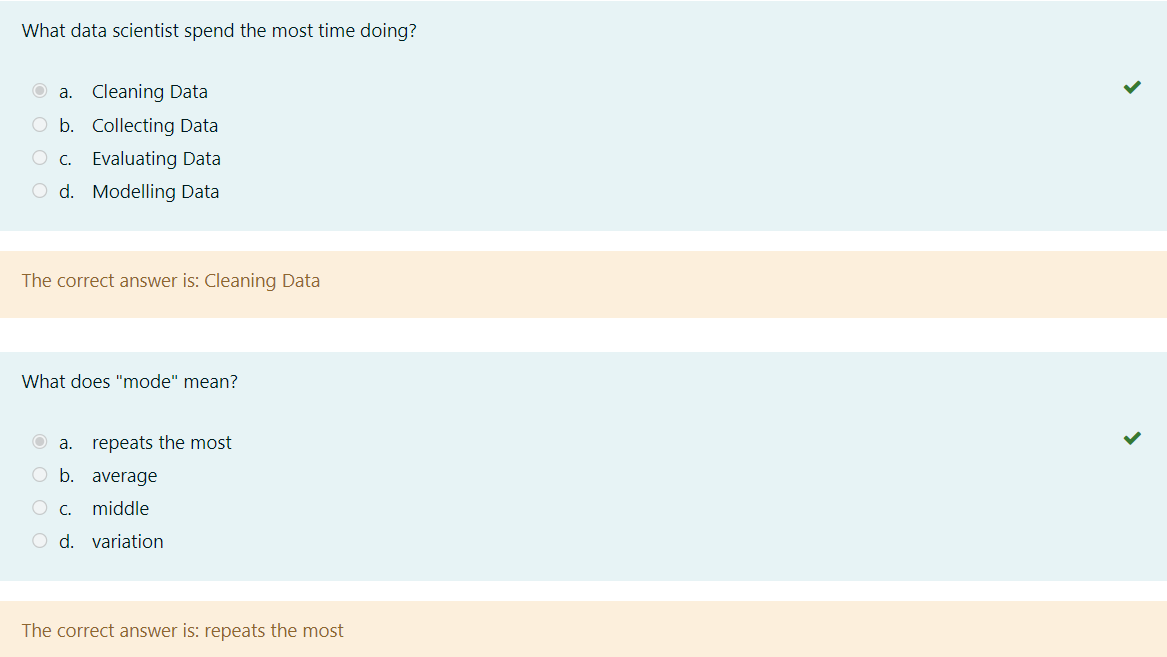 What data scientist spend the most time doing?
a. Cleaning Data
b. Collecting Data
c. Evaluating Data
d. Modelling Data
The correct answer is: Cleaning Data
What does "mode" mean?
a. repeats the most
b. average
c. middle
d. variation
The correct answer is: repeats the most